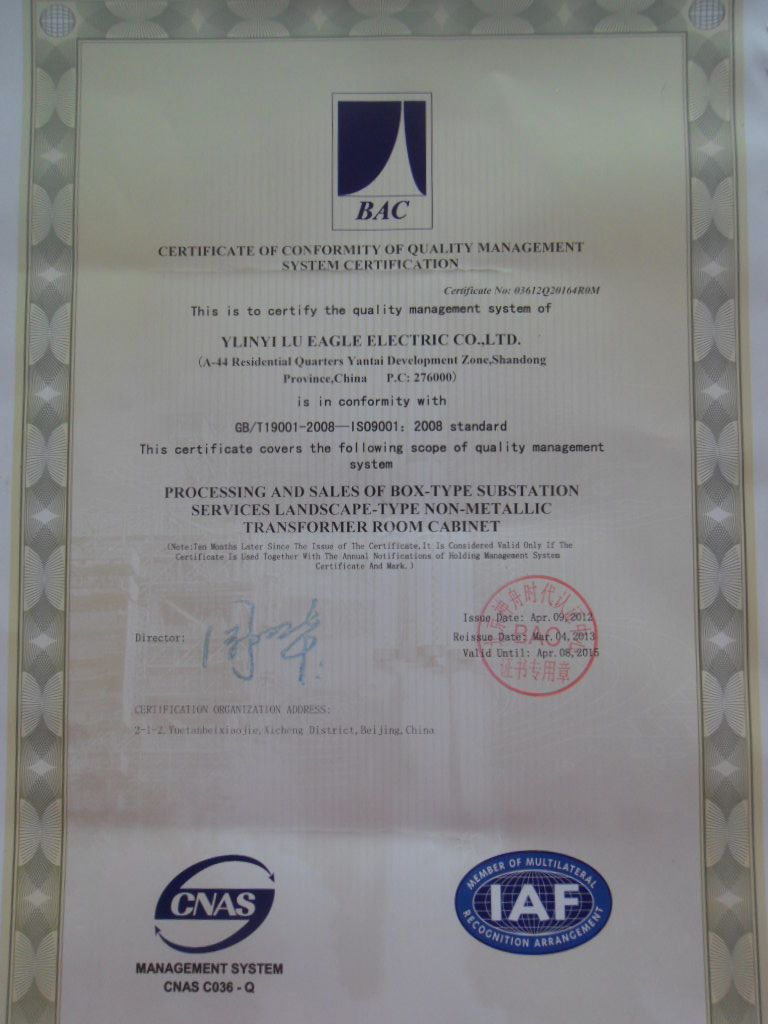 BAC
CERTIFICATE OF CONFORMITY OF QUALITY MANAGEMENT
SYSTEM CERTIFICATION
Certificate No: 03612Q20164R0M
This is to certify the quality management system of
YLINYI LU EAGLE ELECTRIC CO.,LTD.
(A-44 Residential Quarters Yantai Development Zone,Shandong
Province,China P.C: 276000)
is in conformity with
GB/T19001-2008—ISO9001: 2008 standard
This certificate covers the following scope of quality management
system
PROCESSING AND SALES OF BOX-TYPE SUBSTATION
SERVICES LANDSCAPE-TYPE NON-METALLIC
TRANSFORMER ROOM CABINET
(Note:Ten Months Later Since The Issue of The Certificate,It Is Considered Valid Only If The
Certificate Is Used Together With The Annual Notifications of Holding Management System
Certificate And Mark.)
Issue Date: Apr.09,2012
Director:
Reissue Date: Mar.04,2013
Valid Until: Apr.08,2015
神舟时代认证
BAC
证书专用章
CERTIFICATION ORGANIZATION ADDRESS:
2-1-2,Yuetanbeixiaojie,Xicheng District,Beijing,China
CNAS
MANAGEMENT SYSTEM
CNAS C036 - Q
MEMBER OF MULTILATERAL
IAF
RECOGNITION ARRANGEMENT